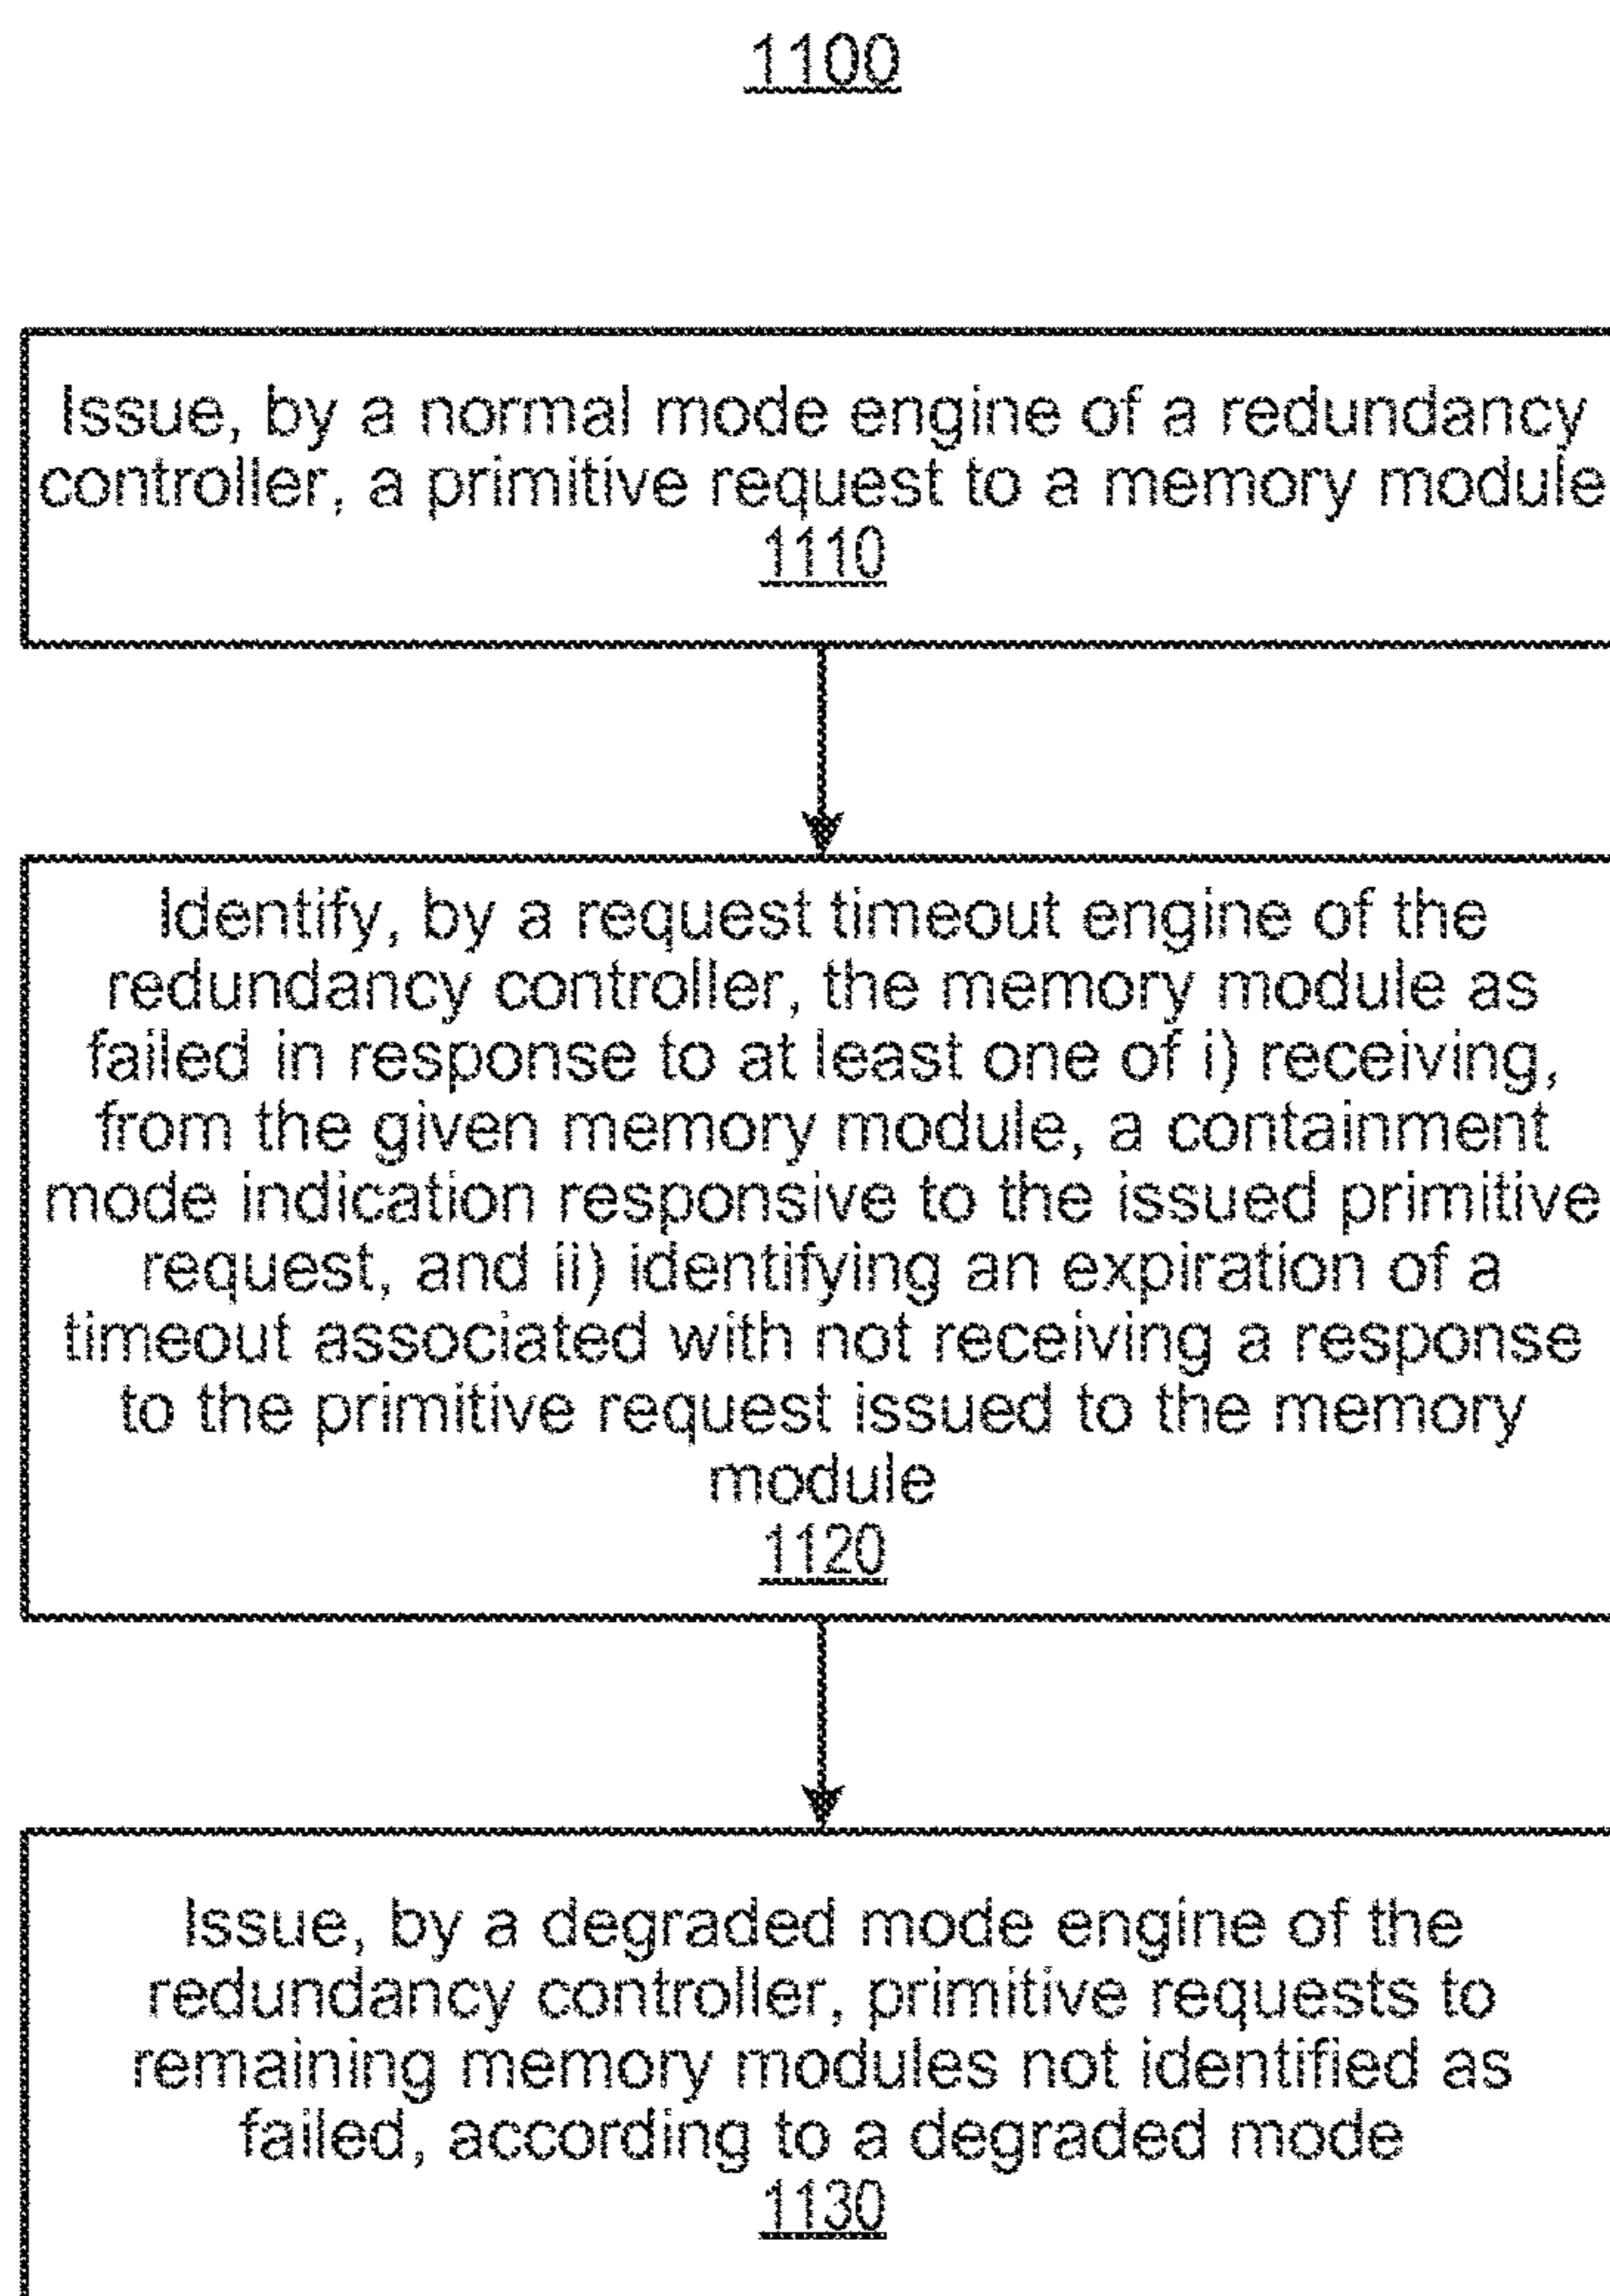 1100
Issue, by a normal mode engine of a redundancy
controller, a primitive request to a memory module
1110
Identify, by a request timeout engine of the
redundancy controller, the memory module as
failed in response to at least one of i) receiving,
from the given memory module, a containment
mode indication responsive to the issued primitive
request, and ii) identifying an expiration of a
timeout associated with not receiving a response
to the primitive request issued to the memory
module
1120
Issue, by a degraded mode engine of the
redundancy controller, primitive requests to
remaining memory modules not identified as
failed, according to a degraded mode
1130